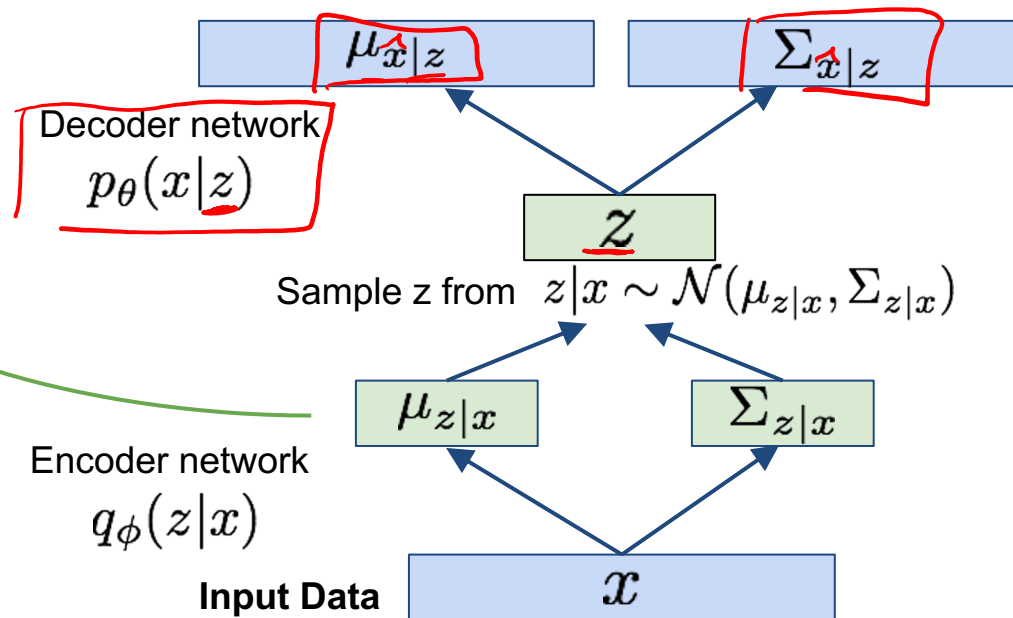 μx̂|z Σx̂|z
Decoder network
pθ(x|z)
z
Sample z from z|x ∼ N(μz|x, Σz|x)
μz|x Σz|x
Encoder network
qϕ(z|x)
Input Data x